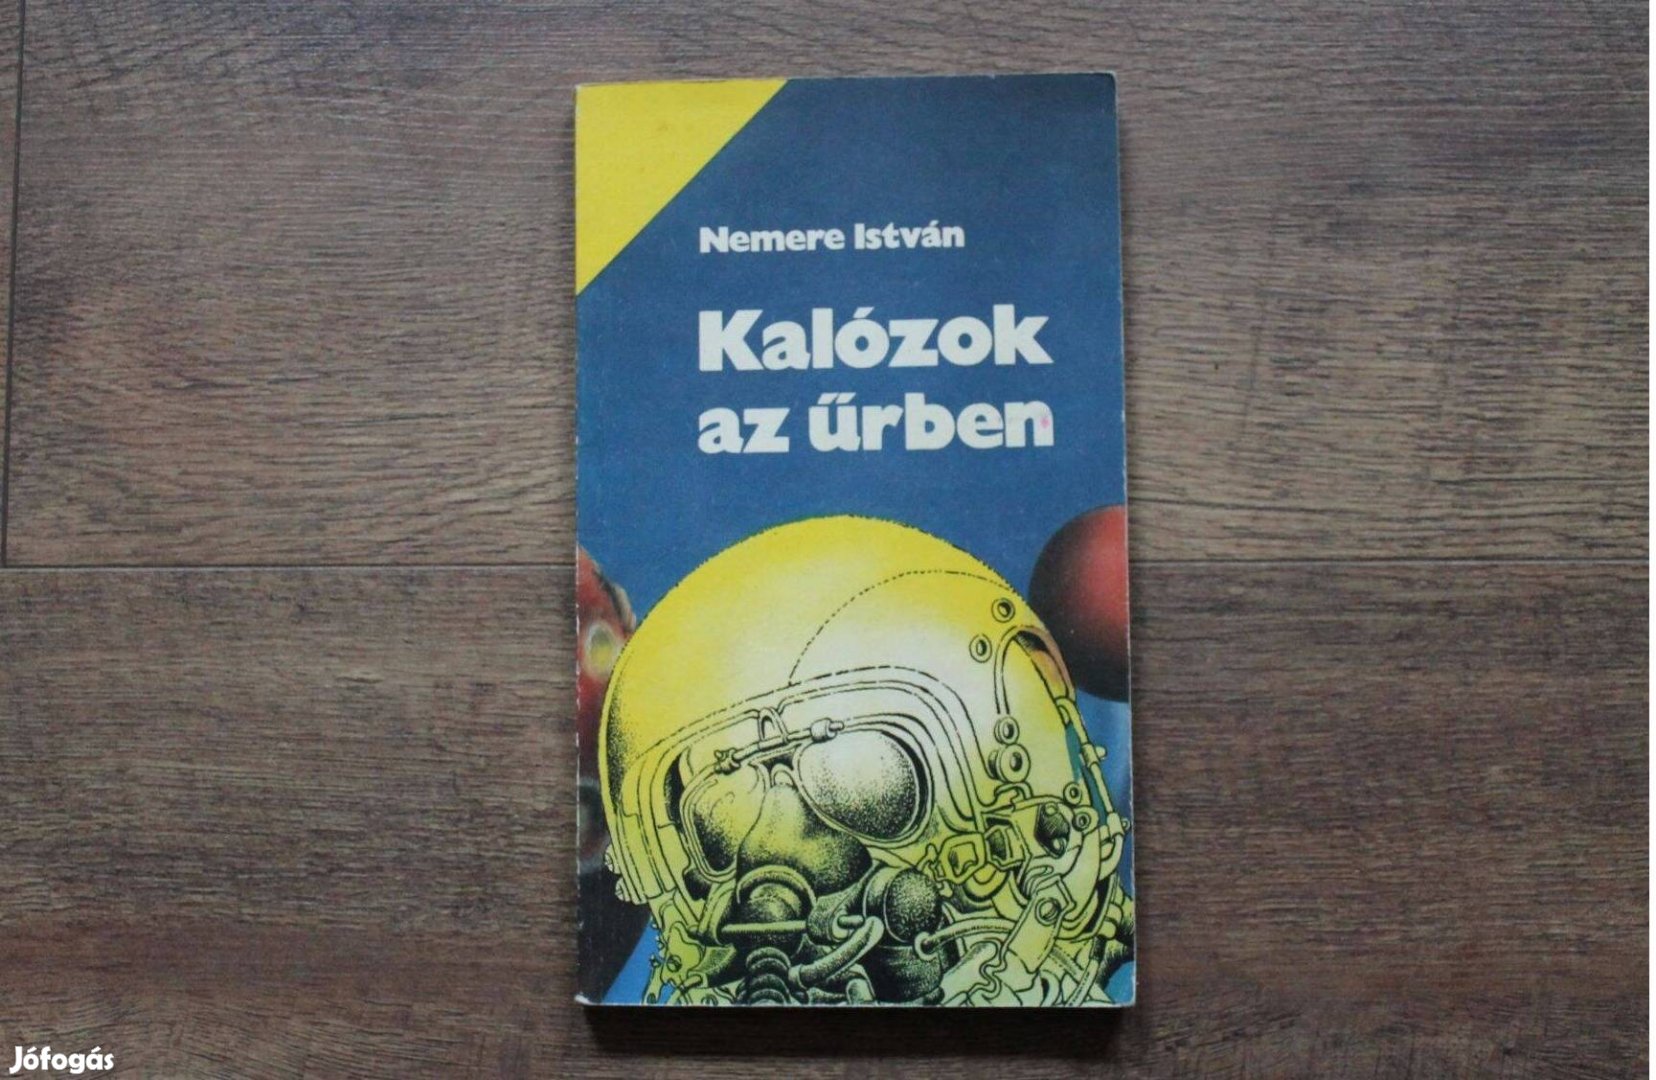 Nemere István
Kalózok
az űrben
Jófogás